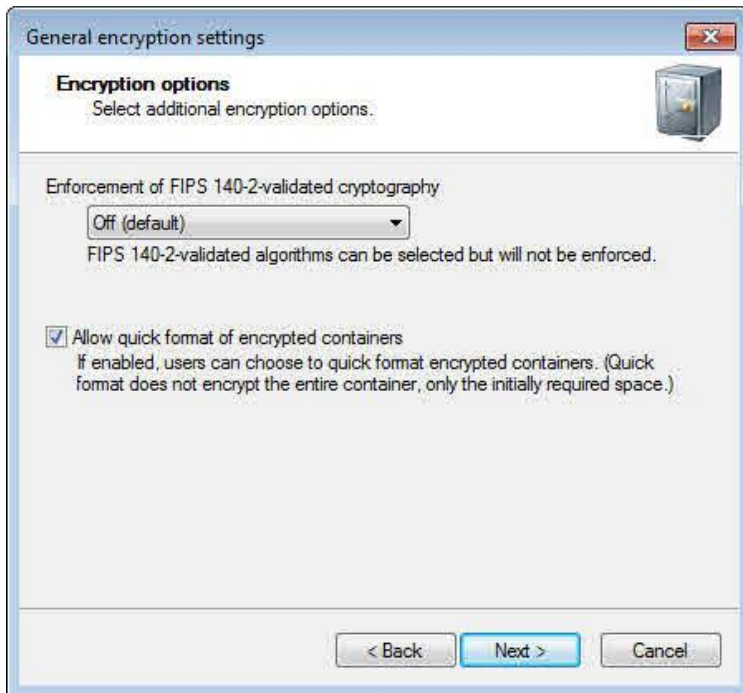 General encryption settings
Encryption options
Select additional encryption options.
Enforcement of FIPS 140-2-validated cryptography
Off (default)
FIPS 140-2-validated algorithms can be selected but will not be enforced.
Allow quick format of encrypted containers
If enabled, users can choose to quick format encrypted containers. (Quick
format does not encrypt the entire container, only the initially required space.)
< Back
Next >
Cancel